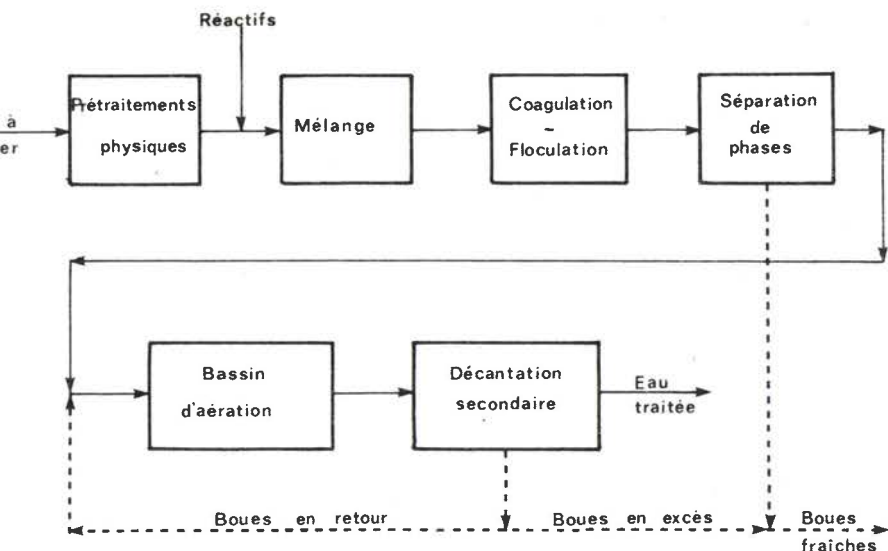 Réactifs
à
er
Prétraitements
physiques
Mélange
Coagulation
-
Floculation
Séparation
de
phases
Bassin
d'aération
Décantation
secondaire
Eau
traitée
Boues en retour
Boues en excès
Boues
fraîches